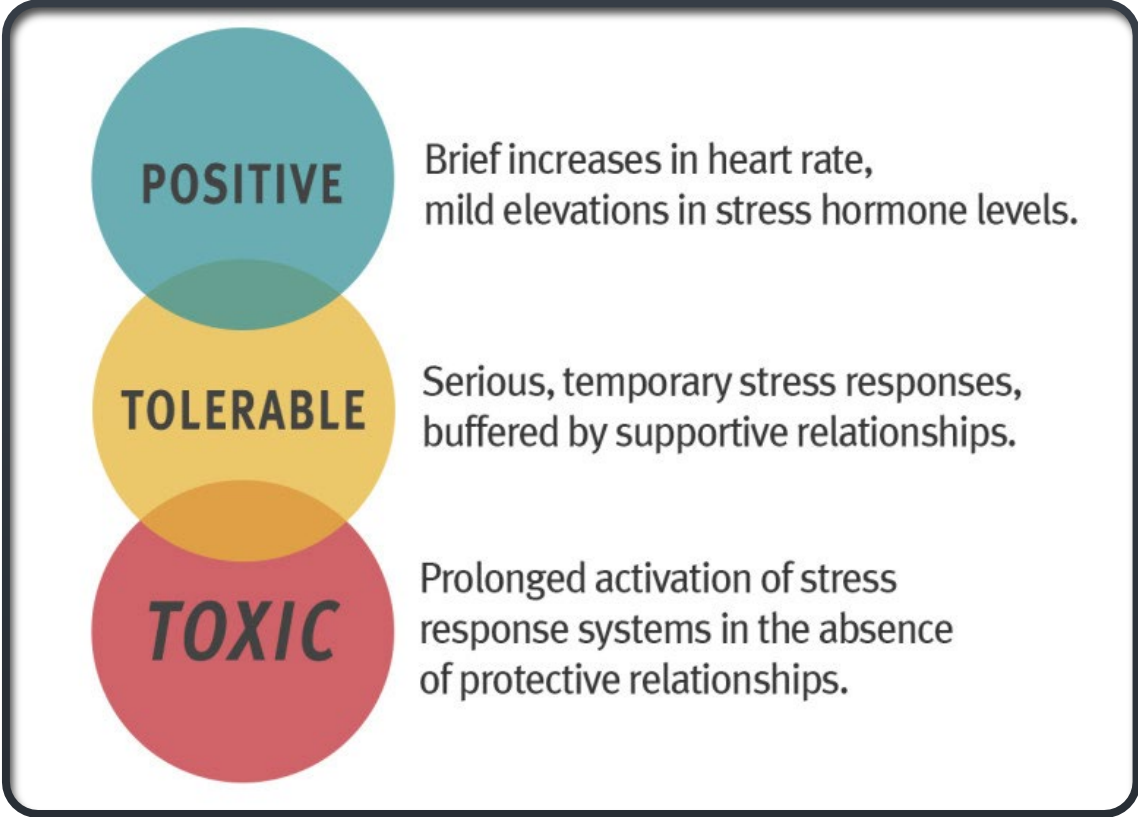 POSITIVE
Brief increases in heart rate,
mild elevations in stress hormone levels.
TOLERABLE
Serious, temporary stress responses,
buffered by supportive relationships.
TOXIC
Prolonged activation of stress
response systems in the absence
of protective relationships.